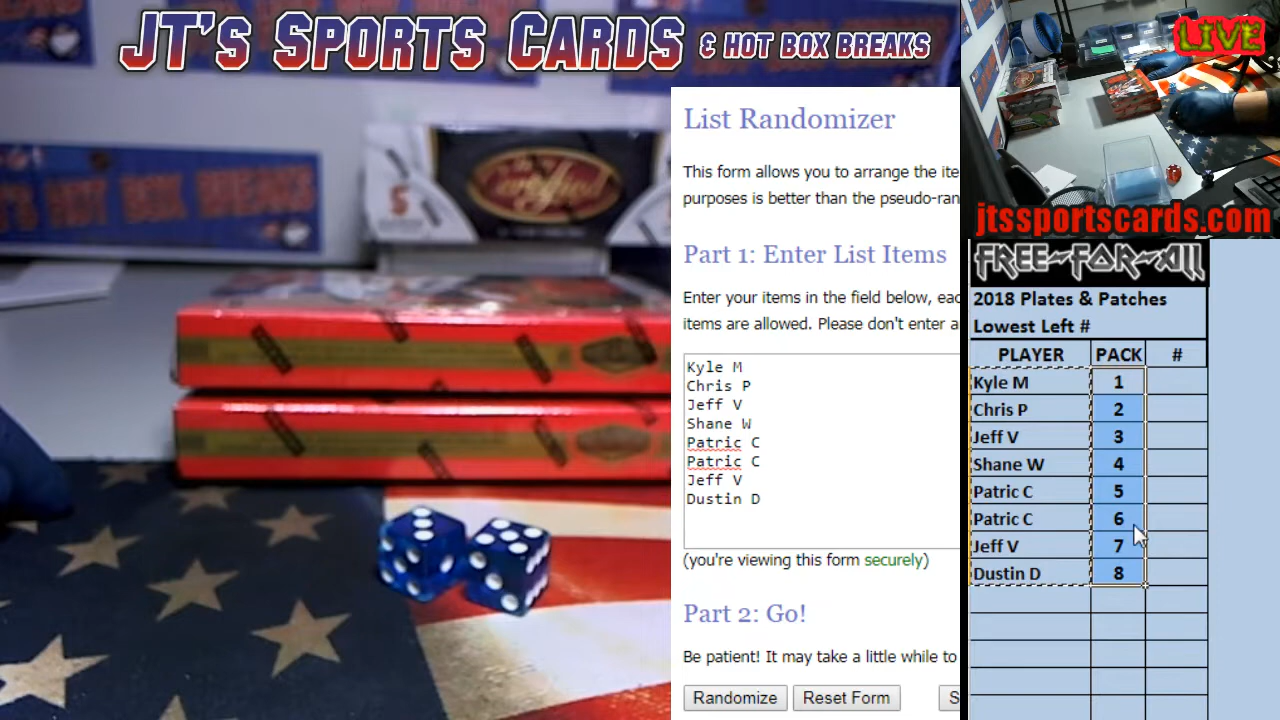 JT's Sports Cards & Hot Box Breaks
LIVE
jtssportscards.com
List Randomizer
This form allows you to arrange the ite
purposes is better than the pseudo-ran
Part 1: Enter List Items
Enter your items in the field below, eac
items are allowed. Please don't enter a
Kyle M
Chris P
Jeff V
Shane W
Patric C
Patric C
Jeff V
Dustin D
(you're viewing this form securely)
Part 2: Go!
Be patient! It may take a little while to
Randomize Reset Form S
FREE-FOR-ALL
2018 Plates & Patches
Lowest Left #
PLAYER PACK #
Kyle M 1
Chris P 2
Jeff V 3
Shane W 4
Patric C 5
Patric C 6
Jeff V 7
Dustin D 8
HOT BOX BREAKS
5